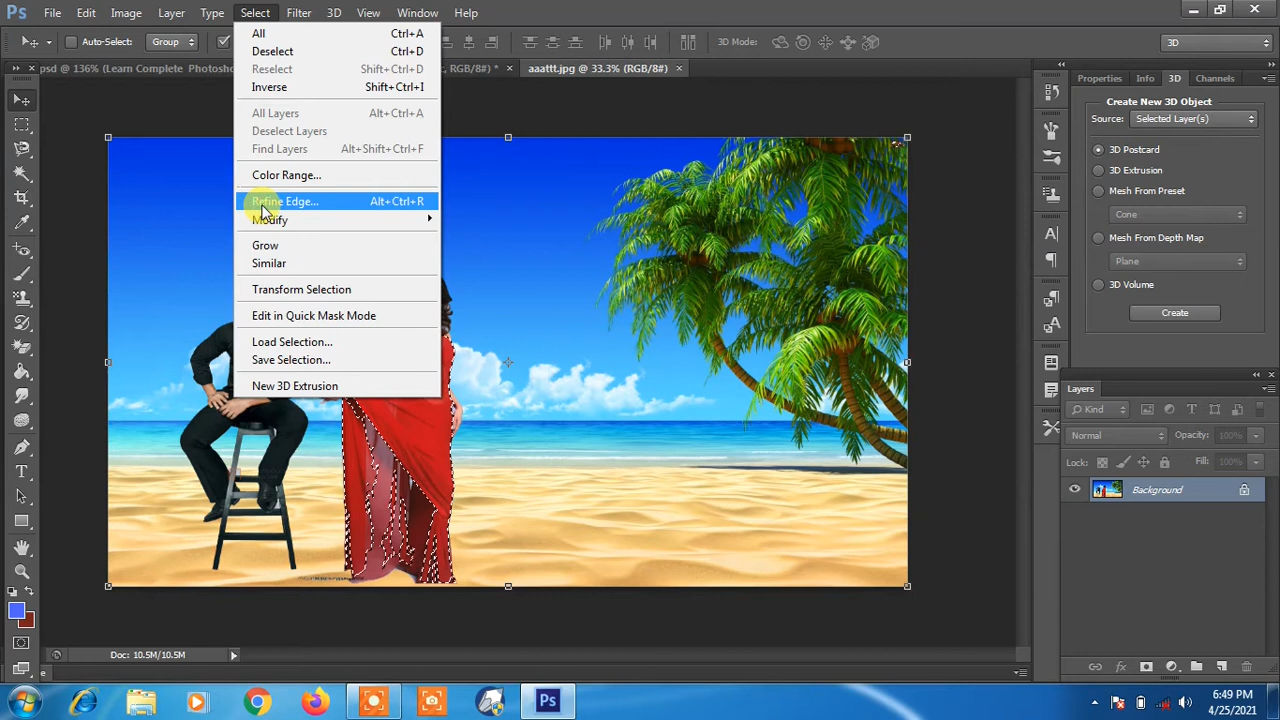 Ps File Edit Image Layer Type Select Filter 3D View Window Help
Auto-Select: Group 3D Mode: 3D
psd @ 136% (Learn Complete Photosh RGB/8#) * × aaattt.jpg @ 33.3% (RGB/8#) ×
All Ctrl+A
Deselect Ctrl+D
Reselect Shift+Ctrl+D
Inverse Shift+Ctrl+I
All Layers Alt+Ctrl+A
Deselect Layers
Find Layers Alt+Shift+Ctrl+F
Color Range...
Refine Edge... Alt+Ctrl+R
Modify
Grow
Similar
Transform Selection
Edit in Quick Mask Mode
Load Selection...
Save Selection...
New 3D Extrusion
Properties Info 3D Channels
Create New 3D Object
Source: Selected Layer(s)
3D Postcard
3D Extrusion
Mesh From Preset
Cone
Mesh From Depth Map
Plane
3D Volume
Create
Layers
Kind
Normal Opacity: 100%
Lock: Fill: 100%
Background
Doc: 10.5M/10.5M
Ps
6:49 PM
4/25/2021